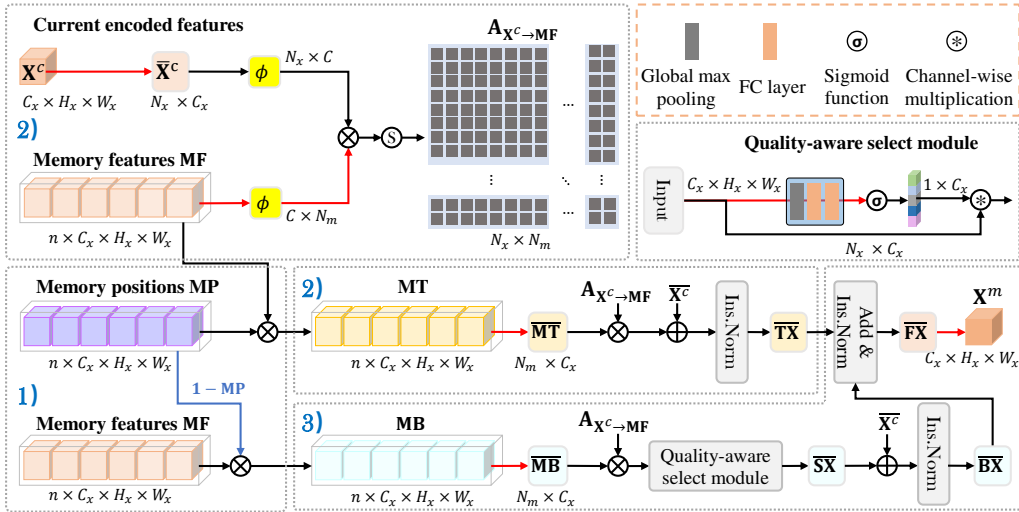 Current encoded features
X^c
X̅^c
ϕ
N_x × C
C_x × H_x × W_x
N_x × C_x
2)
Memory features MF
ϕ
C × N_m
n × C_x × H_x × W_x
⊗
S
A_{X^c→MF}
...
⋮
⋱
⋮
...
N_x × N_m
Global max
pooling
FC layer
σ
Sigmoid
function
⊛
Channel-wise
multiplication
Quality-aware select module
Input
C_x × H_x × W_x
σ
1 × C_x
⊛
N_x × C_x
Memory positions MP
n × C_x × H_x × W_x
⊗
1 − MP
1)
Memory features MF
n × C_x × H_x × W_x
⊗
2)
MT
n × C_x × H_x × W_x
M̅T̅
N_m × C_x
A_{X^c→MF}
⊗
X̅^c̅
⊕
Ins.Norm
T̅X̅
Add &
Ins.Norm
F̅X̅
X^m
C_x × H_x × W_x
3)
MB
n × C_x × H_x × W_x
M̅B̅
N_m × C_x
A_{X^c→MF}
⊗
Quality-aware
select module
S̅X̅
X̅^c̅
⊕
Ins.Norm
B̅X̅